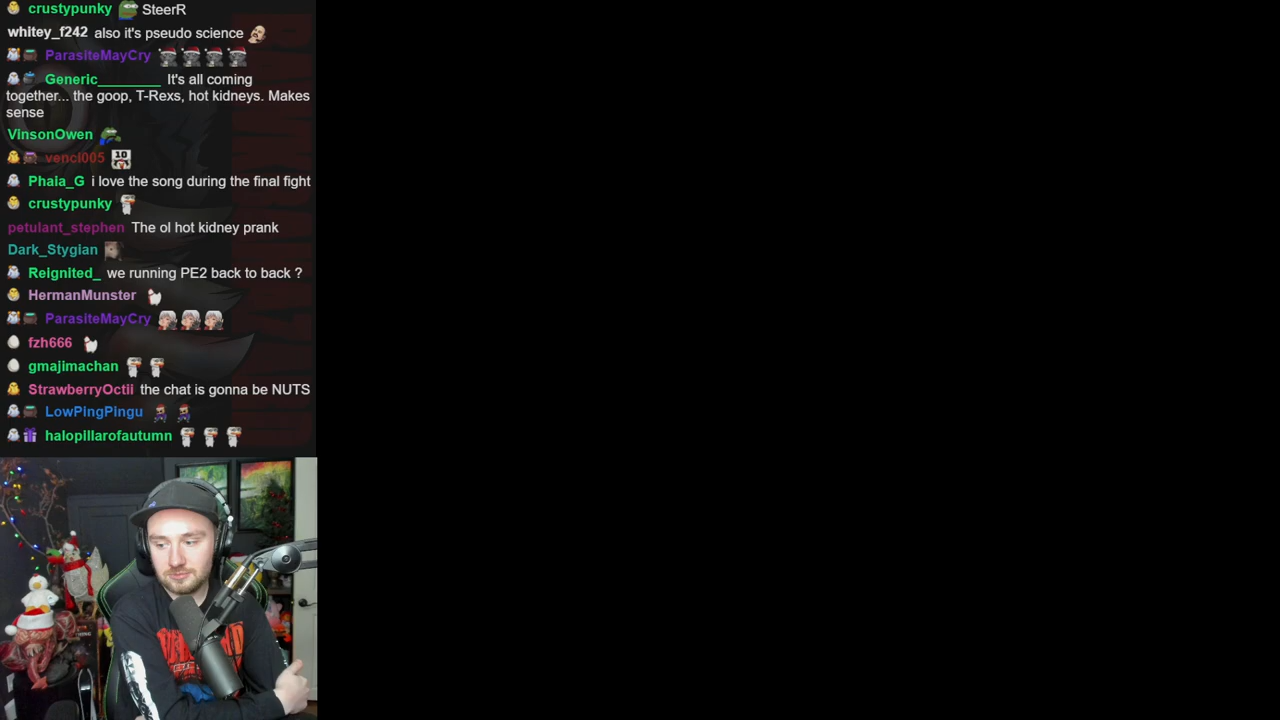 crustypunky SteerR
whitey_f242 also it's pseudo science
ParasiteMayCry
Generic________ It's all coming
together... the goop, T-Rexs, hot kidneys. Makes
sense
VinsonOwen
venci005 10
Phaia_G i love the song during the final fight
crustypunky
petulant_stephen The ol hot kidney prank
Dark_Stygian
Reignited_ we running PE2 back to back ?
HermanMunster
ParasiteMayCry
fzh666
gmajimachan
StrawberryOctii the chat is gonna be NUTS
LowPingPingu
halopillarofautumn